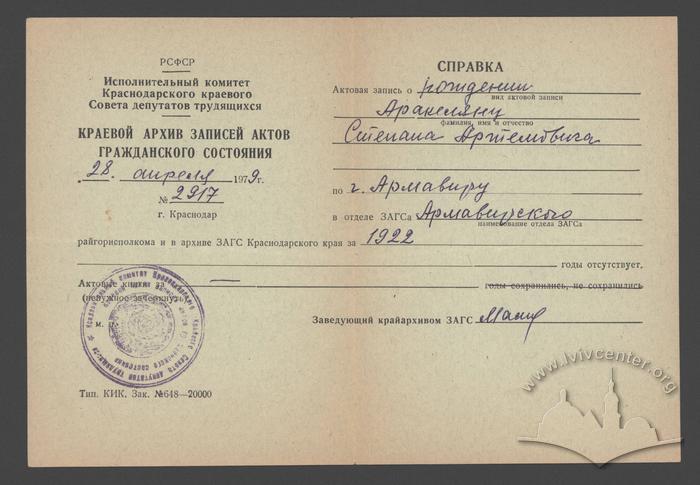 РСФСР
Исполнительный комитет
Краснодарского краевого
Совета депутатов трудящихся
КРАЕВОЙ АРХИВ ЗАПИСЕЙ АКТОВ
ГРАЖДАНСКОГО СОСТОЯНИЯ
„28. апреля 1979г.
№ 2917
г. Краснодар
СПРАВКА
Актовая запись о рождении
вид актовой записи
Аракеляну
фамилия, имя и отчество
Степана Артемовича
по г. Армавиру
в отделе ЗАГСа Армавирского
наименование отдела ЗАГСа
райгорисполкома и в архиве ЗАГС Краснодарского края за 1922
годы отсутствует.
Актовые книги за — годы сохранились, не сохранились
(ненужное зачеркнуть)
м.
Заведующий крайархивом ЗАГС
Тип. КИК. Зак. №648—20000
www.lvivcenter.org